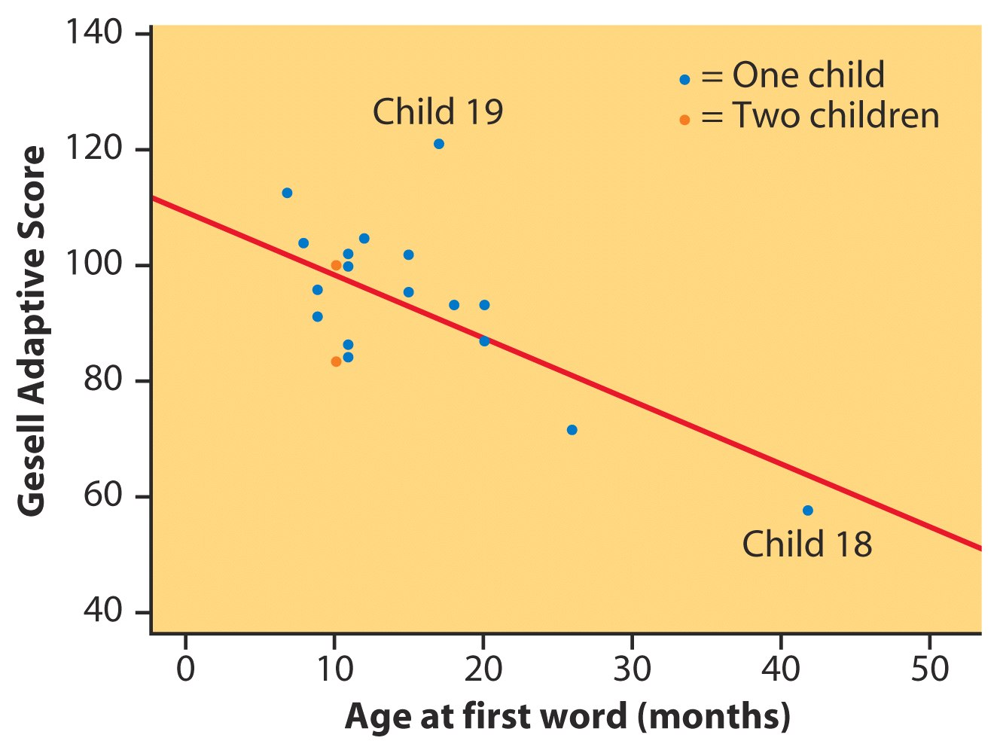 140
120
100
80
60
40
Gesell Adaptive Score
= One child
= Two children
Child 19
Child 18
0 10 20 30 40 50
Age at first word (months)